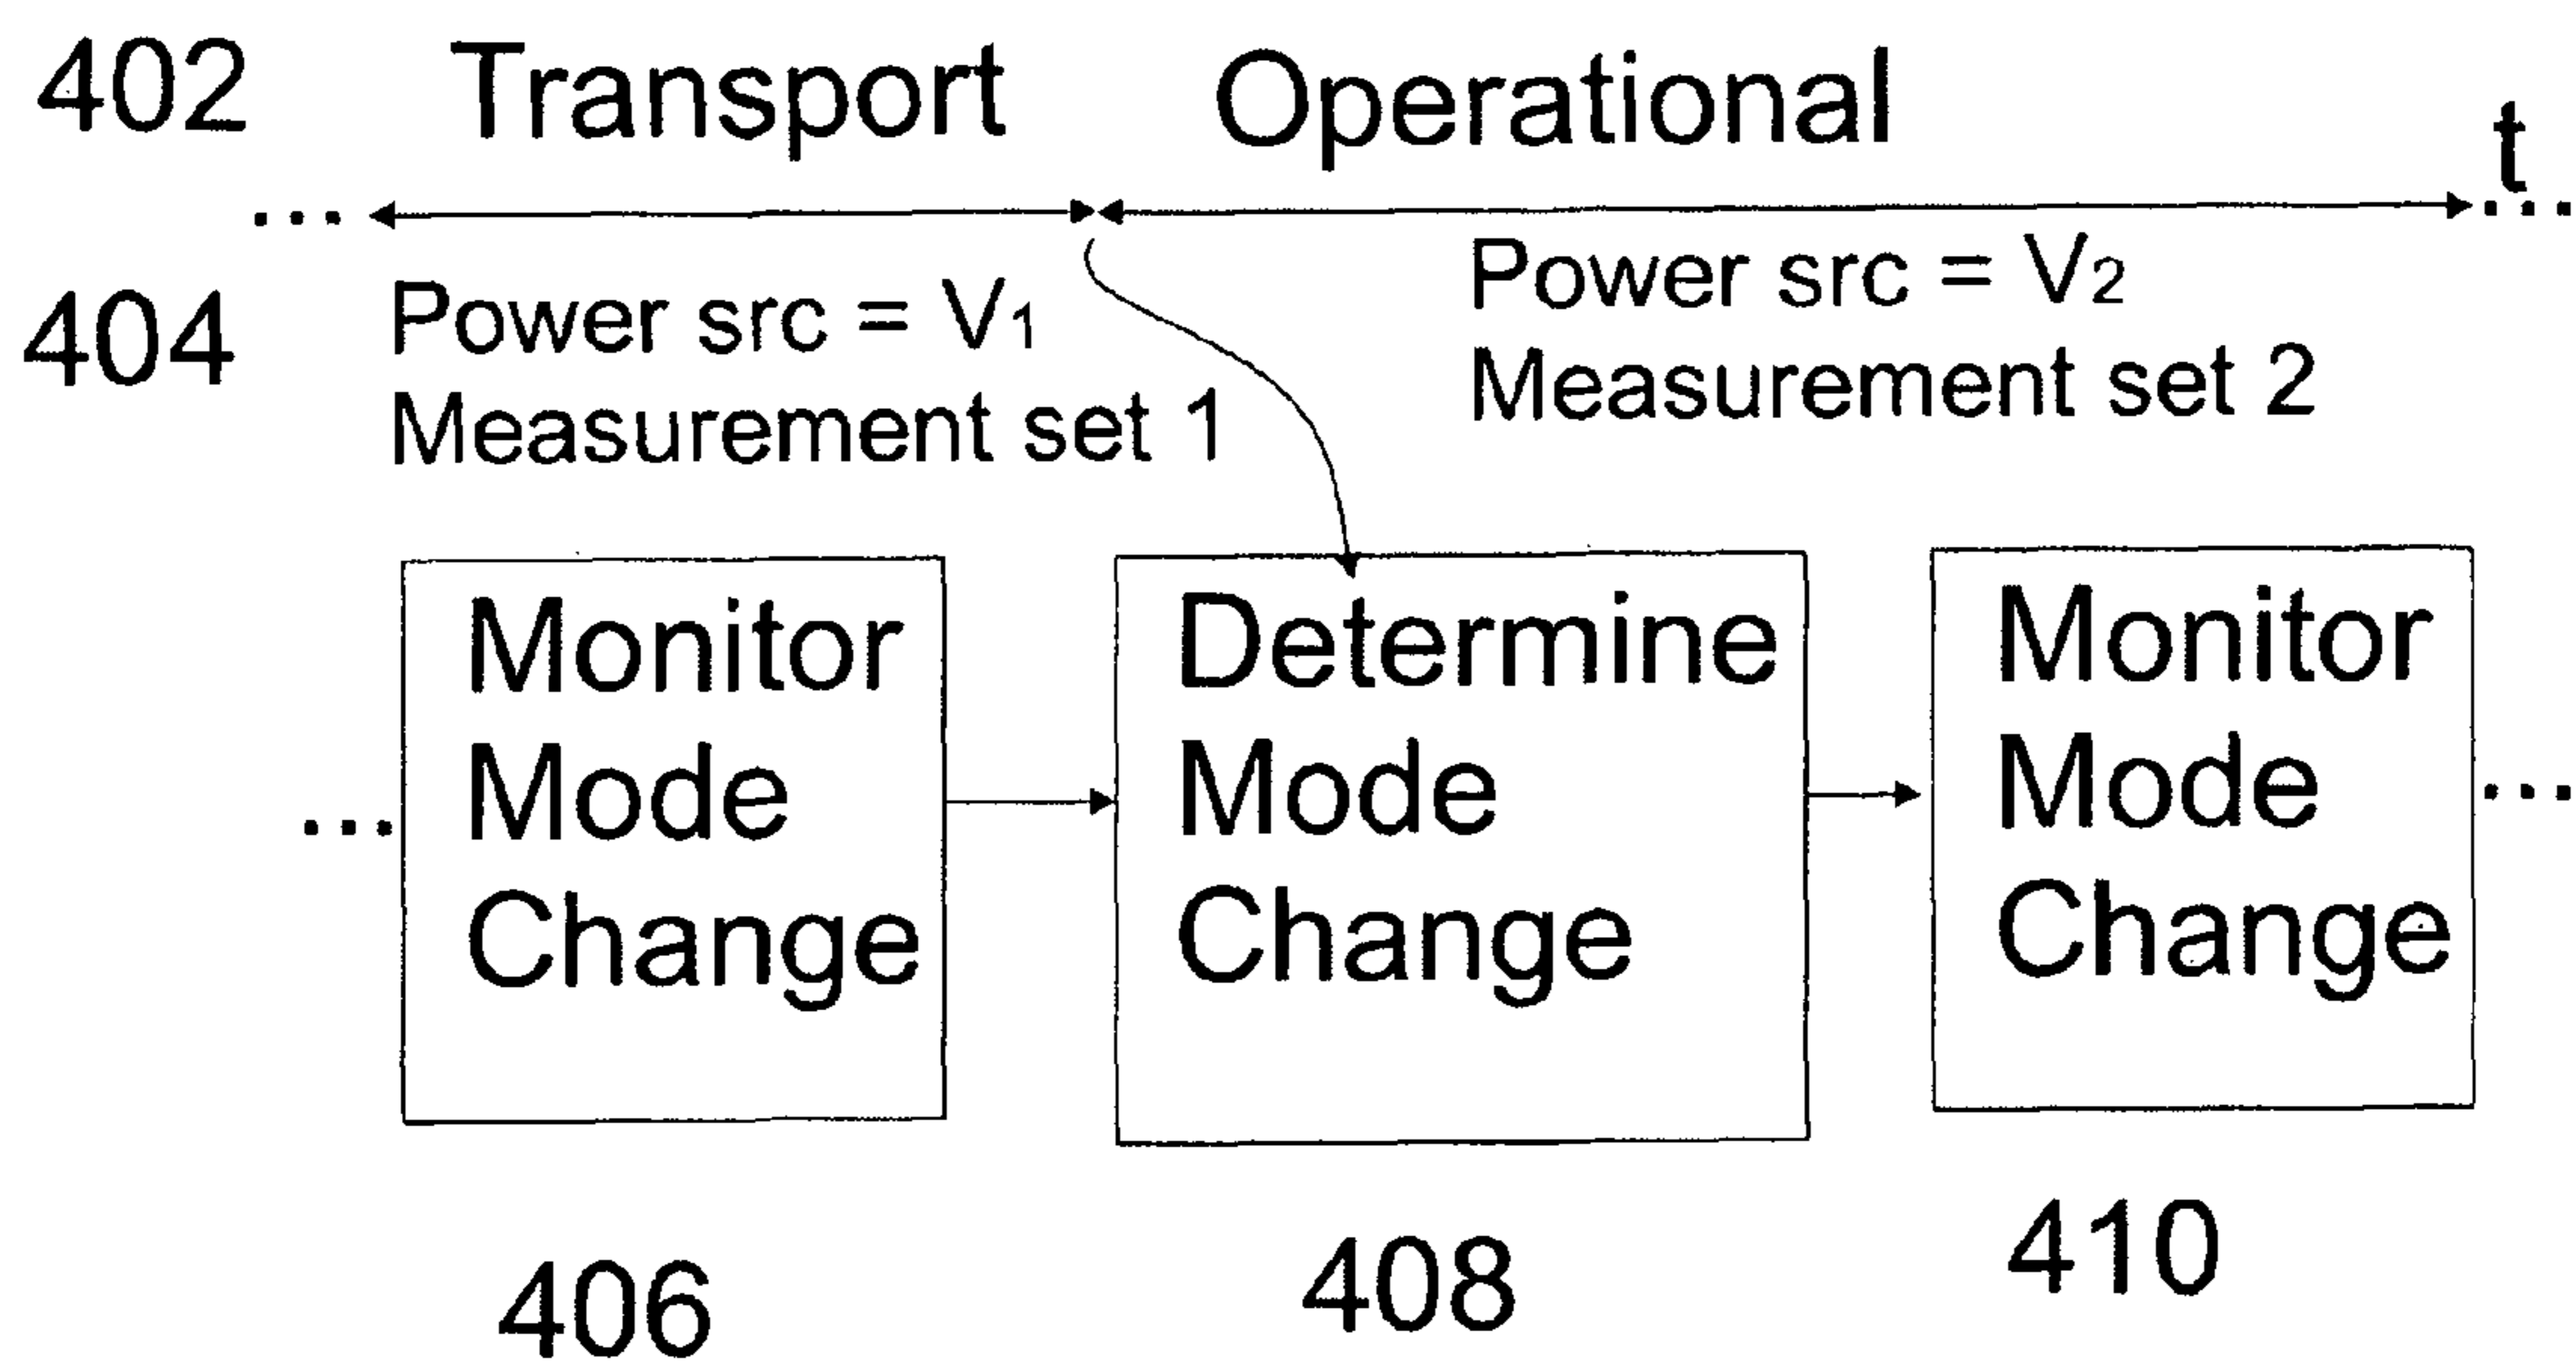 402 Transport Operational t
... ...
404 Power src = V1 Power src = V2
Measurement set 1 Measurement set 2
Monitor
Mode
Change
Determine
Mode
Change
Monitor
Mode
Change
... ...
406 408 410